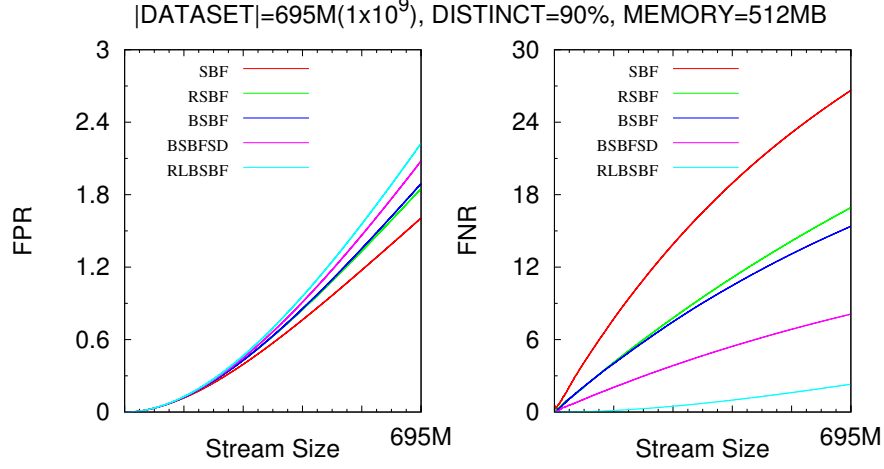 |DATASET|=695M(1x10^9), DISTINCT=90%, MEMORY=512MB
3
2.4
1.8
1.2
0.6
0
FPR
SBF
RSBF
BSBF
BSBFSD
RLBSBF
Stream Size
695M
30
24
18
12
6
0
FNR
SBF
RSBF
BSBF
BSBFSD
RLBSBF
Stream Size
695M